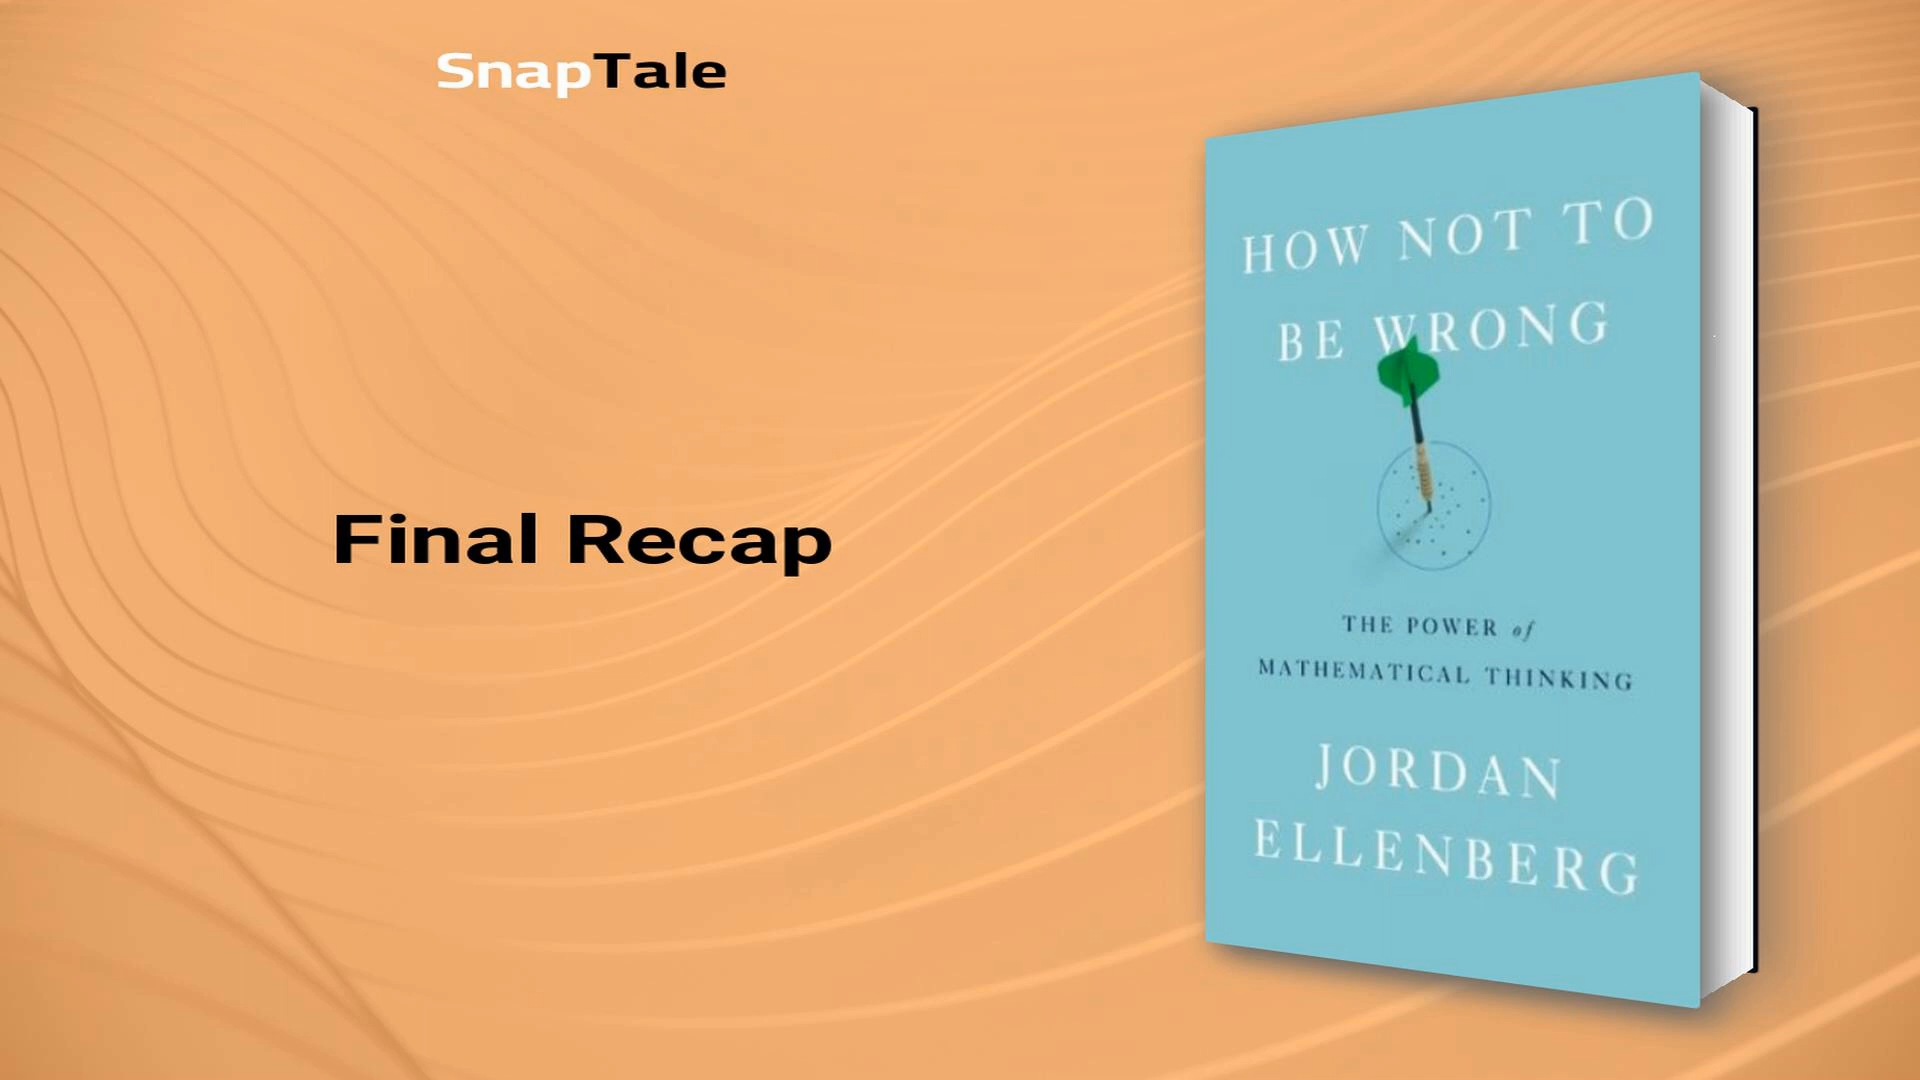 SnapTale
Final Recap
HOW NOT TO
BE WRONG
THE POWER of
MATHEMATICAL THINKING
JORDAN
ELLENBERG